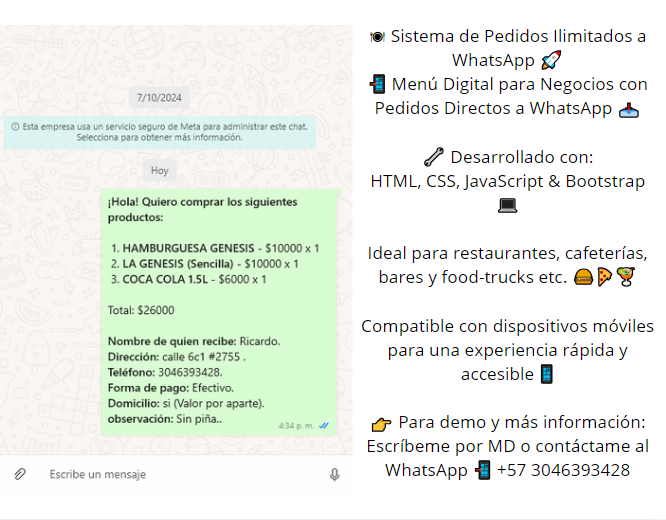 7/10/2024
Esta empresa usa un servicio seguro de Meta para administrar este chat.
Selecciona para obtener más información.
Hoy
¡Hola! Quiero comprar los siguientes
productos:
1. HAMBURGUESA GENESIS - $10000 x 1
2. LA GENESIS (Sencilla) - $10000 x 1
3. COCA COLA 1.5L - $6000 x 1
Total: $26000
Nombre de quien recibe: Ricardo.
Dirección: calle 6c1 #2755 .
Teléfono: 3046393428.
Forma de pago: Efectivo.
Domicilio: si (Valor por aparte).
observación: Sin piña..
4:34 p. m.
Escribe un mensaje
🍽️ Sistema de Pedidos Ilimitados a
WhatsApp 🚀
📲 Menú Digital para Negocios con
Pedidos Directos a WhatsApp 📥
🔧 Desarrollado con:
HTML, CSS, JavaScript & Bootstrap
💻
Ideal para restaurantes, cafeterías,
bares y food-trucks etc. 🍔🍕🍹
Compatible con dispositivos móviles
para una experiencia rápida y
accesible 📱
👉 Para demo y más información:
Escríbeme por MD o contáctame al
WhatsApp 📲 +57 3046393428